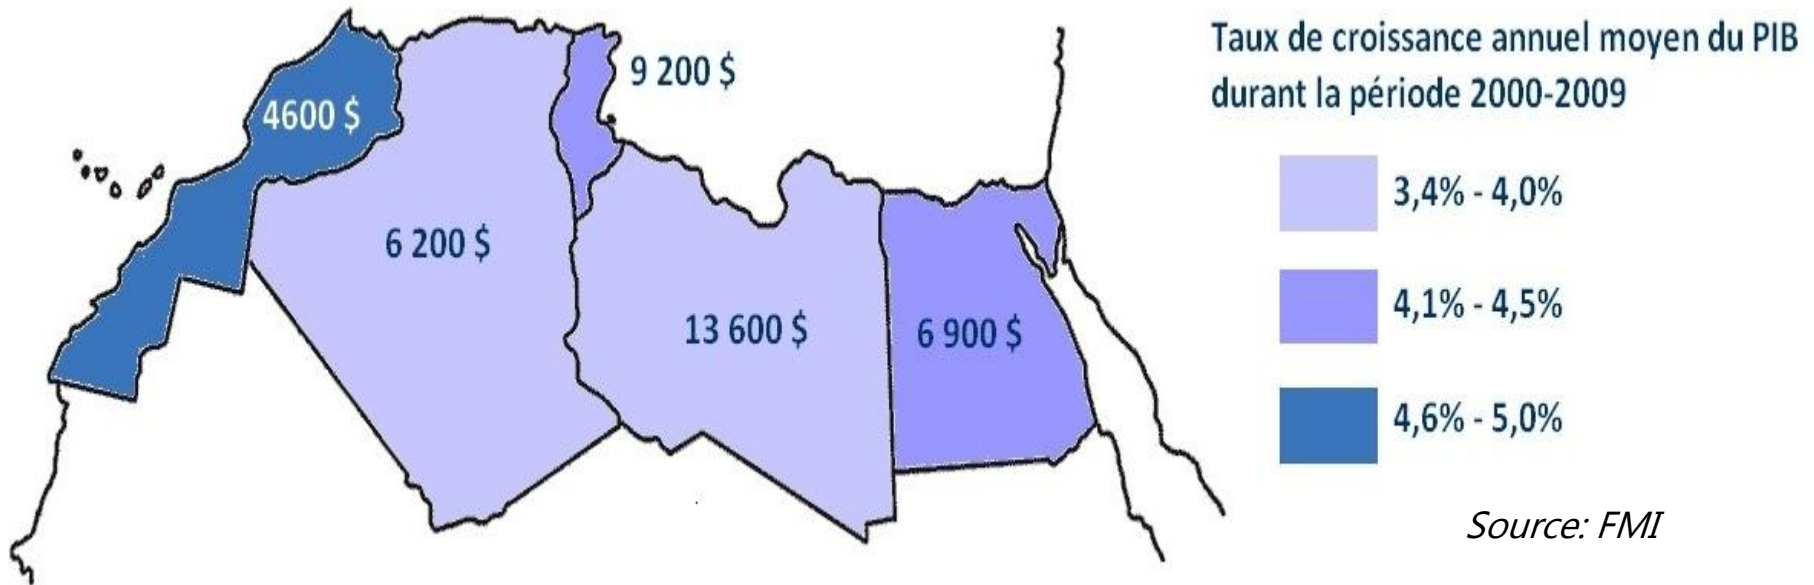 Taux de croissance annuel moyen du PIB
durant la période 2000-2009
9 200 $
4600 $
6 200 $
13 600 $
6 900 $
3,4% - 4,0%
4,1% - 4,5%
4,6% - 5,0%
Source: FMI